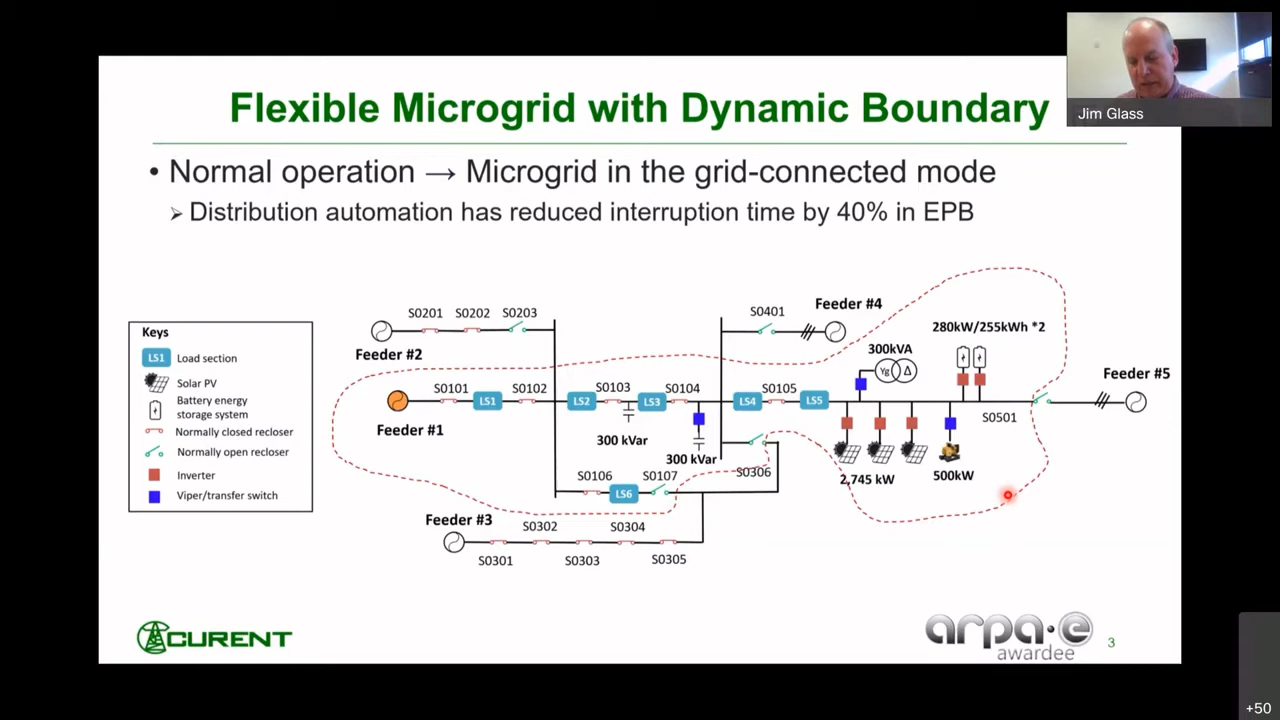 Flexible Microgrid with Dynamic Boundary
Jim Glass
• Normal operation → Microgrid in the grid-connected mode
➢ Distribution automation has reduced interruption time by 40% in EPB
Keys
LS1 Load section
Solar PV
Battery energy
storage system
Normally closed recloser
Normally open recloser
Inverter
Viper/transfer switch
S0201 S0202 S0203
Feeder #2
S0401
Feeder #4
280kW/255kWh *2
300kVA
Yg Δ
Feeder #5
S0101 LS1 S0102 LS2 S0103 LS3 S0104 LS4 S0105 LS5
S0501
Feeder #1
300 kVar
300 kVar
S0306
2,745 kW
500kW
S0106 LS6 S0107
Feeder #3
S0302 S0304
S0301 S0303 S0305
CURENT
arpa·e
awardee
3
+50